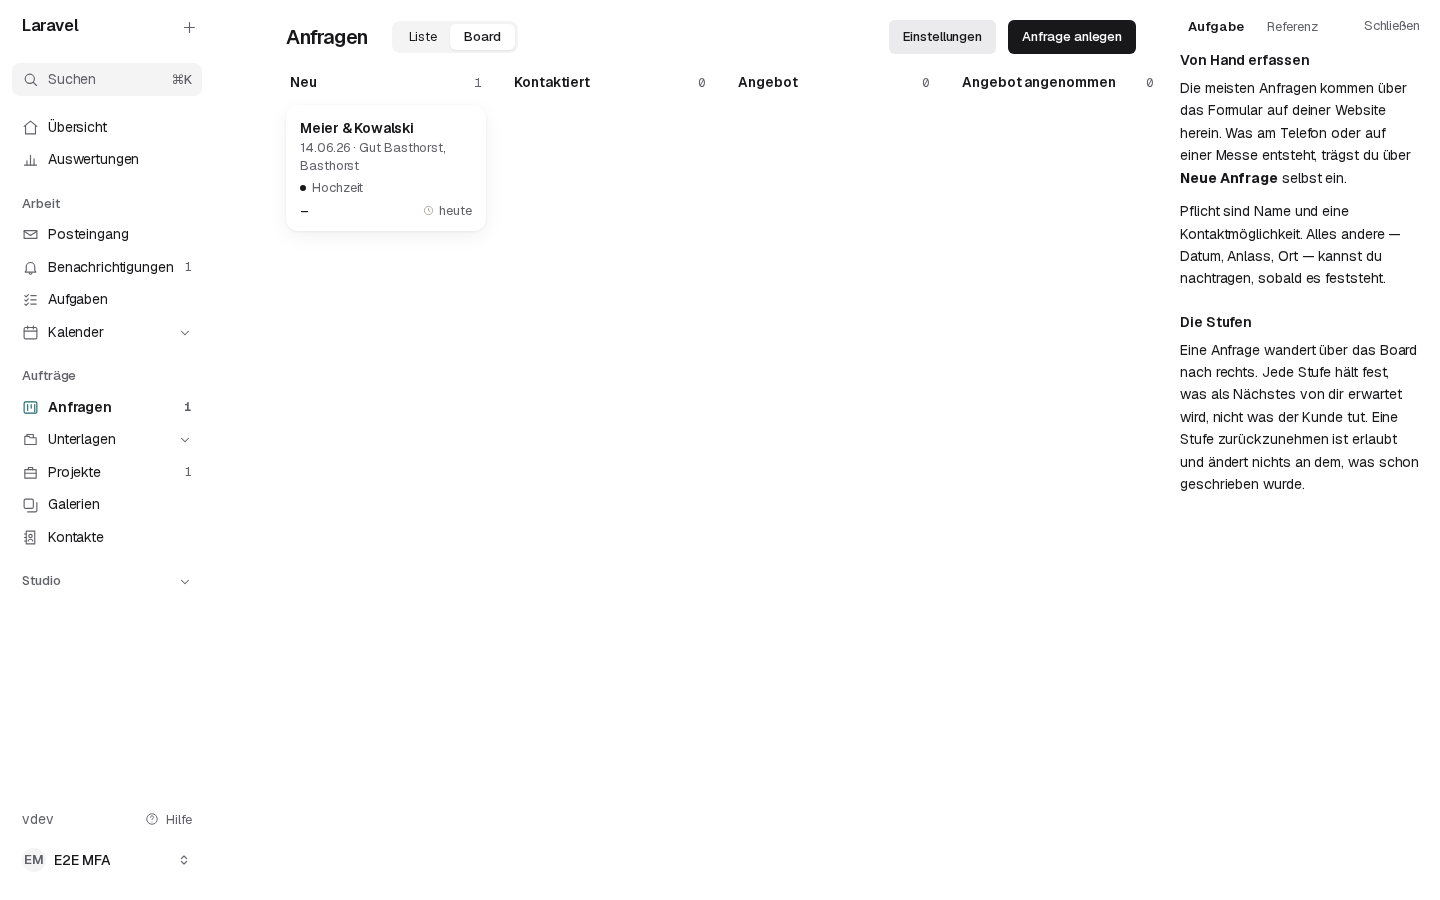 Laravel
Suchen ⌘K
Übersicht
Auswertungen
Arbeit
Posteingang
Benachrichtigungen 1
Aufgaben
Kalender
Aufträge
Anfragen 1
Unterlagen
Projekte 1
Galerien
Kontakte
Studio
vdev Hilfe
EM E2E MFA
Anfragen Liste Board Einstellungen Anfrage anlegen
Neu 1 Kontaktiert 0 Angebot 0 Angebot angenommen 0
Meier & Kowalski
14.06.26 · Gut Basthorst,
Basthorst
Hochzeit
– heute
Aufgabe Referenz Schließen
Von Hand erfassen
Die meisten Anfragen kommen über
das Formular auf deiner Website
herein. Was am Telefon oder auf
einer Messe entsteht, trägst du über
Neue Anfrage selbst ein.
Pflicht sind Name und eine
Kontaktmöglichkeit. Alles andere —
Datum, Anlass, Ort — kannst du
nachtragen, sobald es feststeht.
Die Stufen
Eine Anfrage wandert über das Board
nach rechts. Jede Stufe hält fest,
was als Nächstes von dir erwartet
wird, nicht was der Kunde tut. Eine
Stufe zurückzunehmen ist erlaubt
und ändert nichts an dem, was schon
geschrieben wurde.